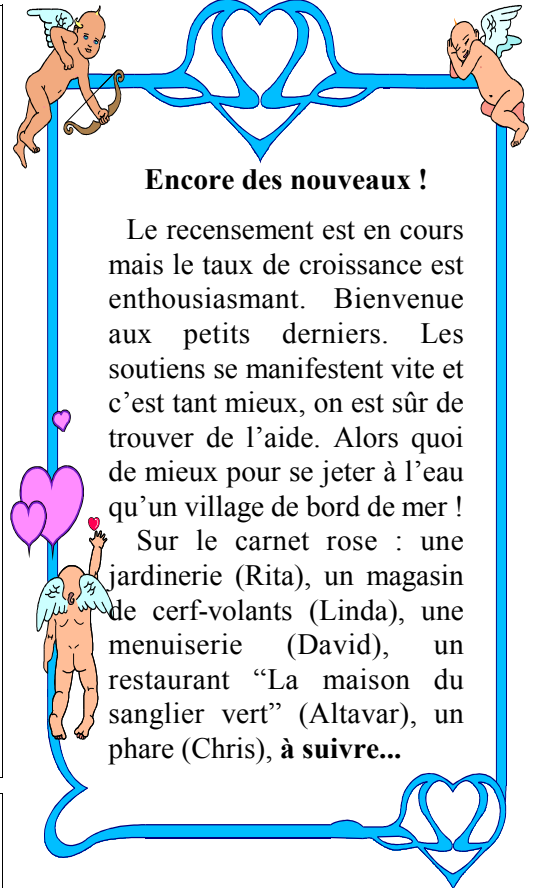 Encore des nouveaux !
Le recensement est en cours
mais le taux de croissance est
enthousiasmant. Bienvenue
aux petits derniers. Les
soutiens se manifestent vite et
c’est tant mieux, on est sûr de
trouver de l’aide. Alors quoi
de mieux pour se jeter à l’eau
qu’un village de bord de mer !
Sur le carnet rose : une
jardinerie (Rita), un magasin
de cerf-volants (Linda), une
menuiserie (David), un
restaurant “La maison du
sanglier vert” (Altavar), un
phare (Chris), à suivre...